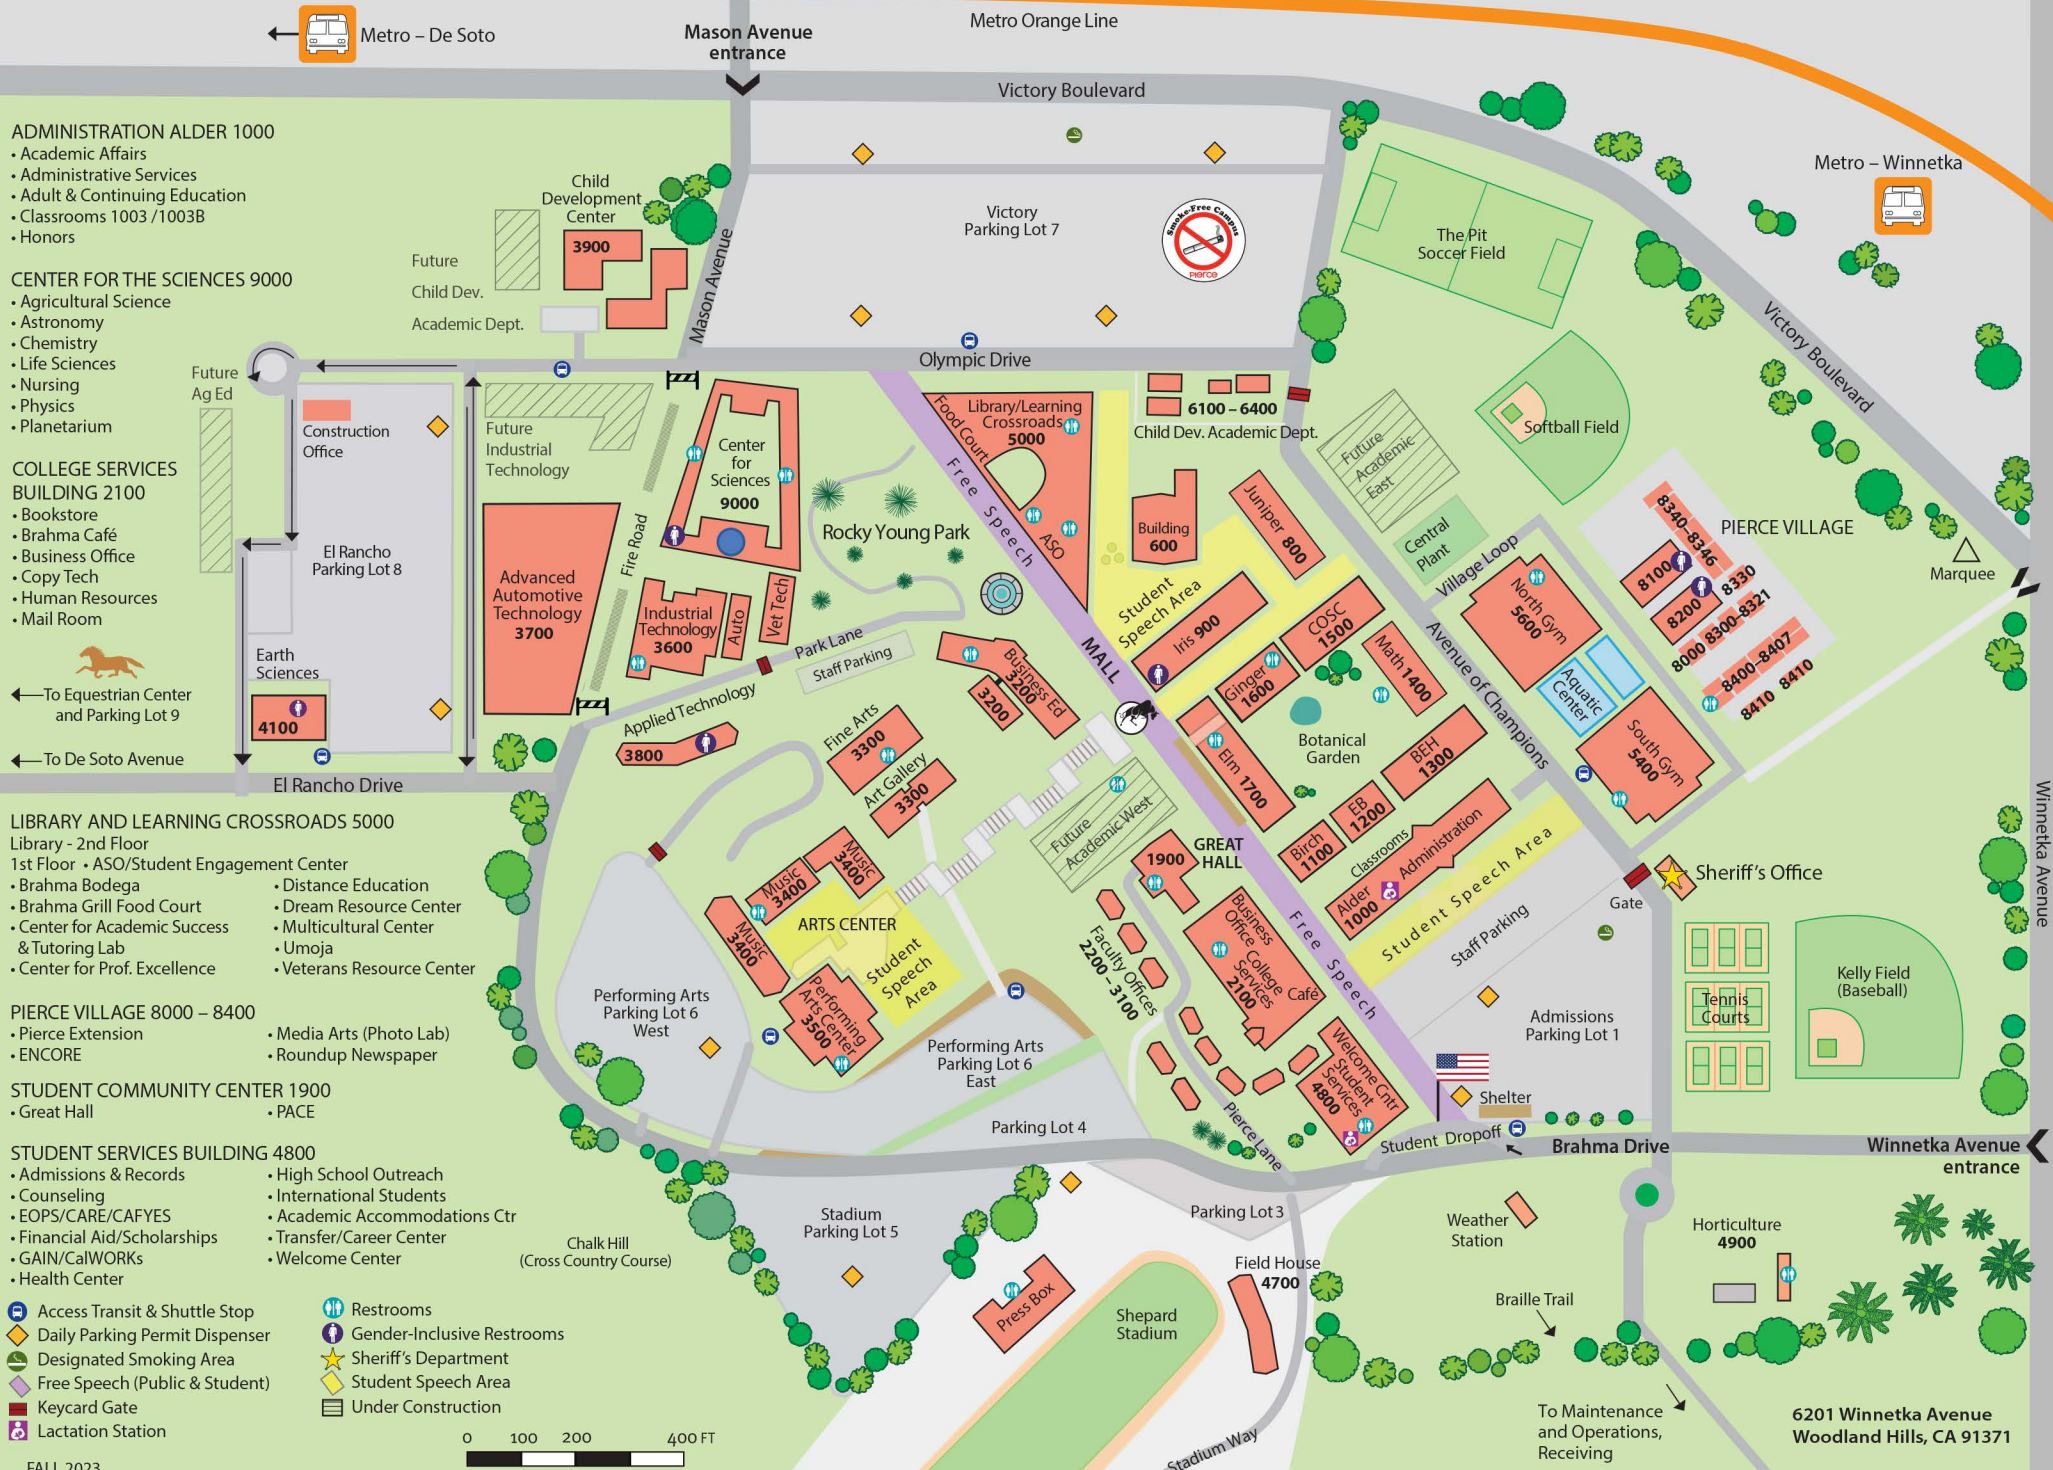 Metro – De Soto
Mason Avenue
entrance
Metro Orange Line
Victory Boulevard
Metro – Winnetka
ADMINISTRATION ALDER 1000
• Academic Affairs
• Administrative Services
• Adult & Continuing Education
• Classrooms 1003 /1003B
• Honors
CENTER FOR THE SCIENCES 9000
• Agricultural Science
• Astronomy
• Chemistry
• Life Sciences
• Nursing
• Physics
• Planetarium
COLLEGE SERVICES
BUILDING 2100
• Bookstore
• Brahma Café
• Business Office
• Copy Tech
• Human Resources
• Mail Room
To Equestrian Center
and Parking Lot 9
To De Soto Avenue
LIBRARY AND LEARNING CROSSROADS 5000
Library - 2nd Floor
1st Floor • ASO/Student Engagement Center
• Brahma Bodega
• Brahma Grill Food Court
• Center for Academic Success
& Tutoring Lab
• Center for Prof. Excellence
• Distance Education
• Dream Resource Center
• Multicultural Center
• Umoja
• Veterans Resource Center
PIERCE VILLAGE 8000 – 8400
• Pierce Extension
• ENCORE
• Media Arts (Photo Lab)
• Roundup Newspaper
STUDENT COMMUNITY CENTER 1900
• Great Hall
• PACE
STUDENT SERVICES BUILDING 4800
• Admissions & Records
• Counseling
• EOPS/CARE/CAFYES
• Financial Aid/Scholarships
• GAIN/CalWORKs
• Health Center
• High School Outreach
• International Students
• Academic Accommodations Ctr
• Transfer/Career Center
• Welcome Center
Access Transit & Shuttle Stop
Daily Parking Permit Dispenser
Designated Smoking Area
Free Speech (Public & Student)
Keycard Gate
Lactation Station
Restrooms
Gender-Inclusive Restrooms
Sheriff's Department
Student Speech Area
Under Construction
FALL 2023
0 100 200 400 FT
Child
Development
Center
3900
Future
Child Dev.
Academic Dept.
Mason Avenue
Victory
Parking Lot 7
Smoke-Free Campus
PIERCE
Olympic Drive
The Pit
Soccer Field
Victory Boulevard
Softball Field
Future
Ag Ed
Construction
Office
El Rancho
Parking Lot 8
Earth
Sciences
4100
El Rancho Drive
Future
Industrial
Technology
Fire Road
Advanced
Automotive
Technology
3700
Center
for
Sciences
9000
Industrial
Technology
3600
Auto
Vet Tech
Rocky Young Park
Park Lane
Staff Parking
Applied Technology
3800
Food Court
Library/Learning
Crossroads
5000
ASO
Free Speech
MALL
6100 – 6400
Child Dev. Academic Dept.
Building
600
Juniper 800
Student
Speech Area
Iris 900
COSC
1500
Ginger
1600
Math 1400
Botanical
Garden
BEH
1300
EB
1200
Birch
1100
Elm 1700
Classrooms
Administration
Alder
1000
Student Speech Area
Future
Academic
East
Central
Plant
Village Loop
Avenue of Champions
North Gym
5600
Aquatic
Center
South Gym
5400
PIERCE VILLAGE
8340–8346
8100
8200
8330
8300–8321
8000
8400–8407
8410
8410
Marquee
Winnetka Avenue
Business Ed
3200
3200
Fine Arts
3300
Art Gallery
3300
Music
3400
Music
3400
Music
3400
ARTS CENTER
Student
Speech
Area
Performing
Arts Center
3500
Future
Academic West
GREAT
HALL
1900
Faculty Offices
2200 – 3100
Business
Office College
Services
2100
Café
Free Speech
Welcome Cntr
Student
Services
4800
Staff Parking
Gate
Sheriff's Office
Admissions
Parking Lot 1
Shelter
Tennis
Courts
Kelly Field
(Baseball)
Performing Arts
Parking Lot 6
West
Performing Arts
Parking Lot 6
East
Parking Lot 4
Pierce Lane
Student Dropoff
Brahma Drive
Winnetka Avenue
entrance
Chalk Hill
(Cross Country Course)
Stadium
Parking Lot 5
Parking Lot 3
Press Box
Shepard
Stadium
Field House
4700
Stadium Way
Weather
Station
Horticulture
4900
Braille Trail
To Maintenance
and Operations,
Receiving
6201 Winnetka Avenue
Woodland Hills, CA 91371